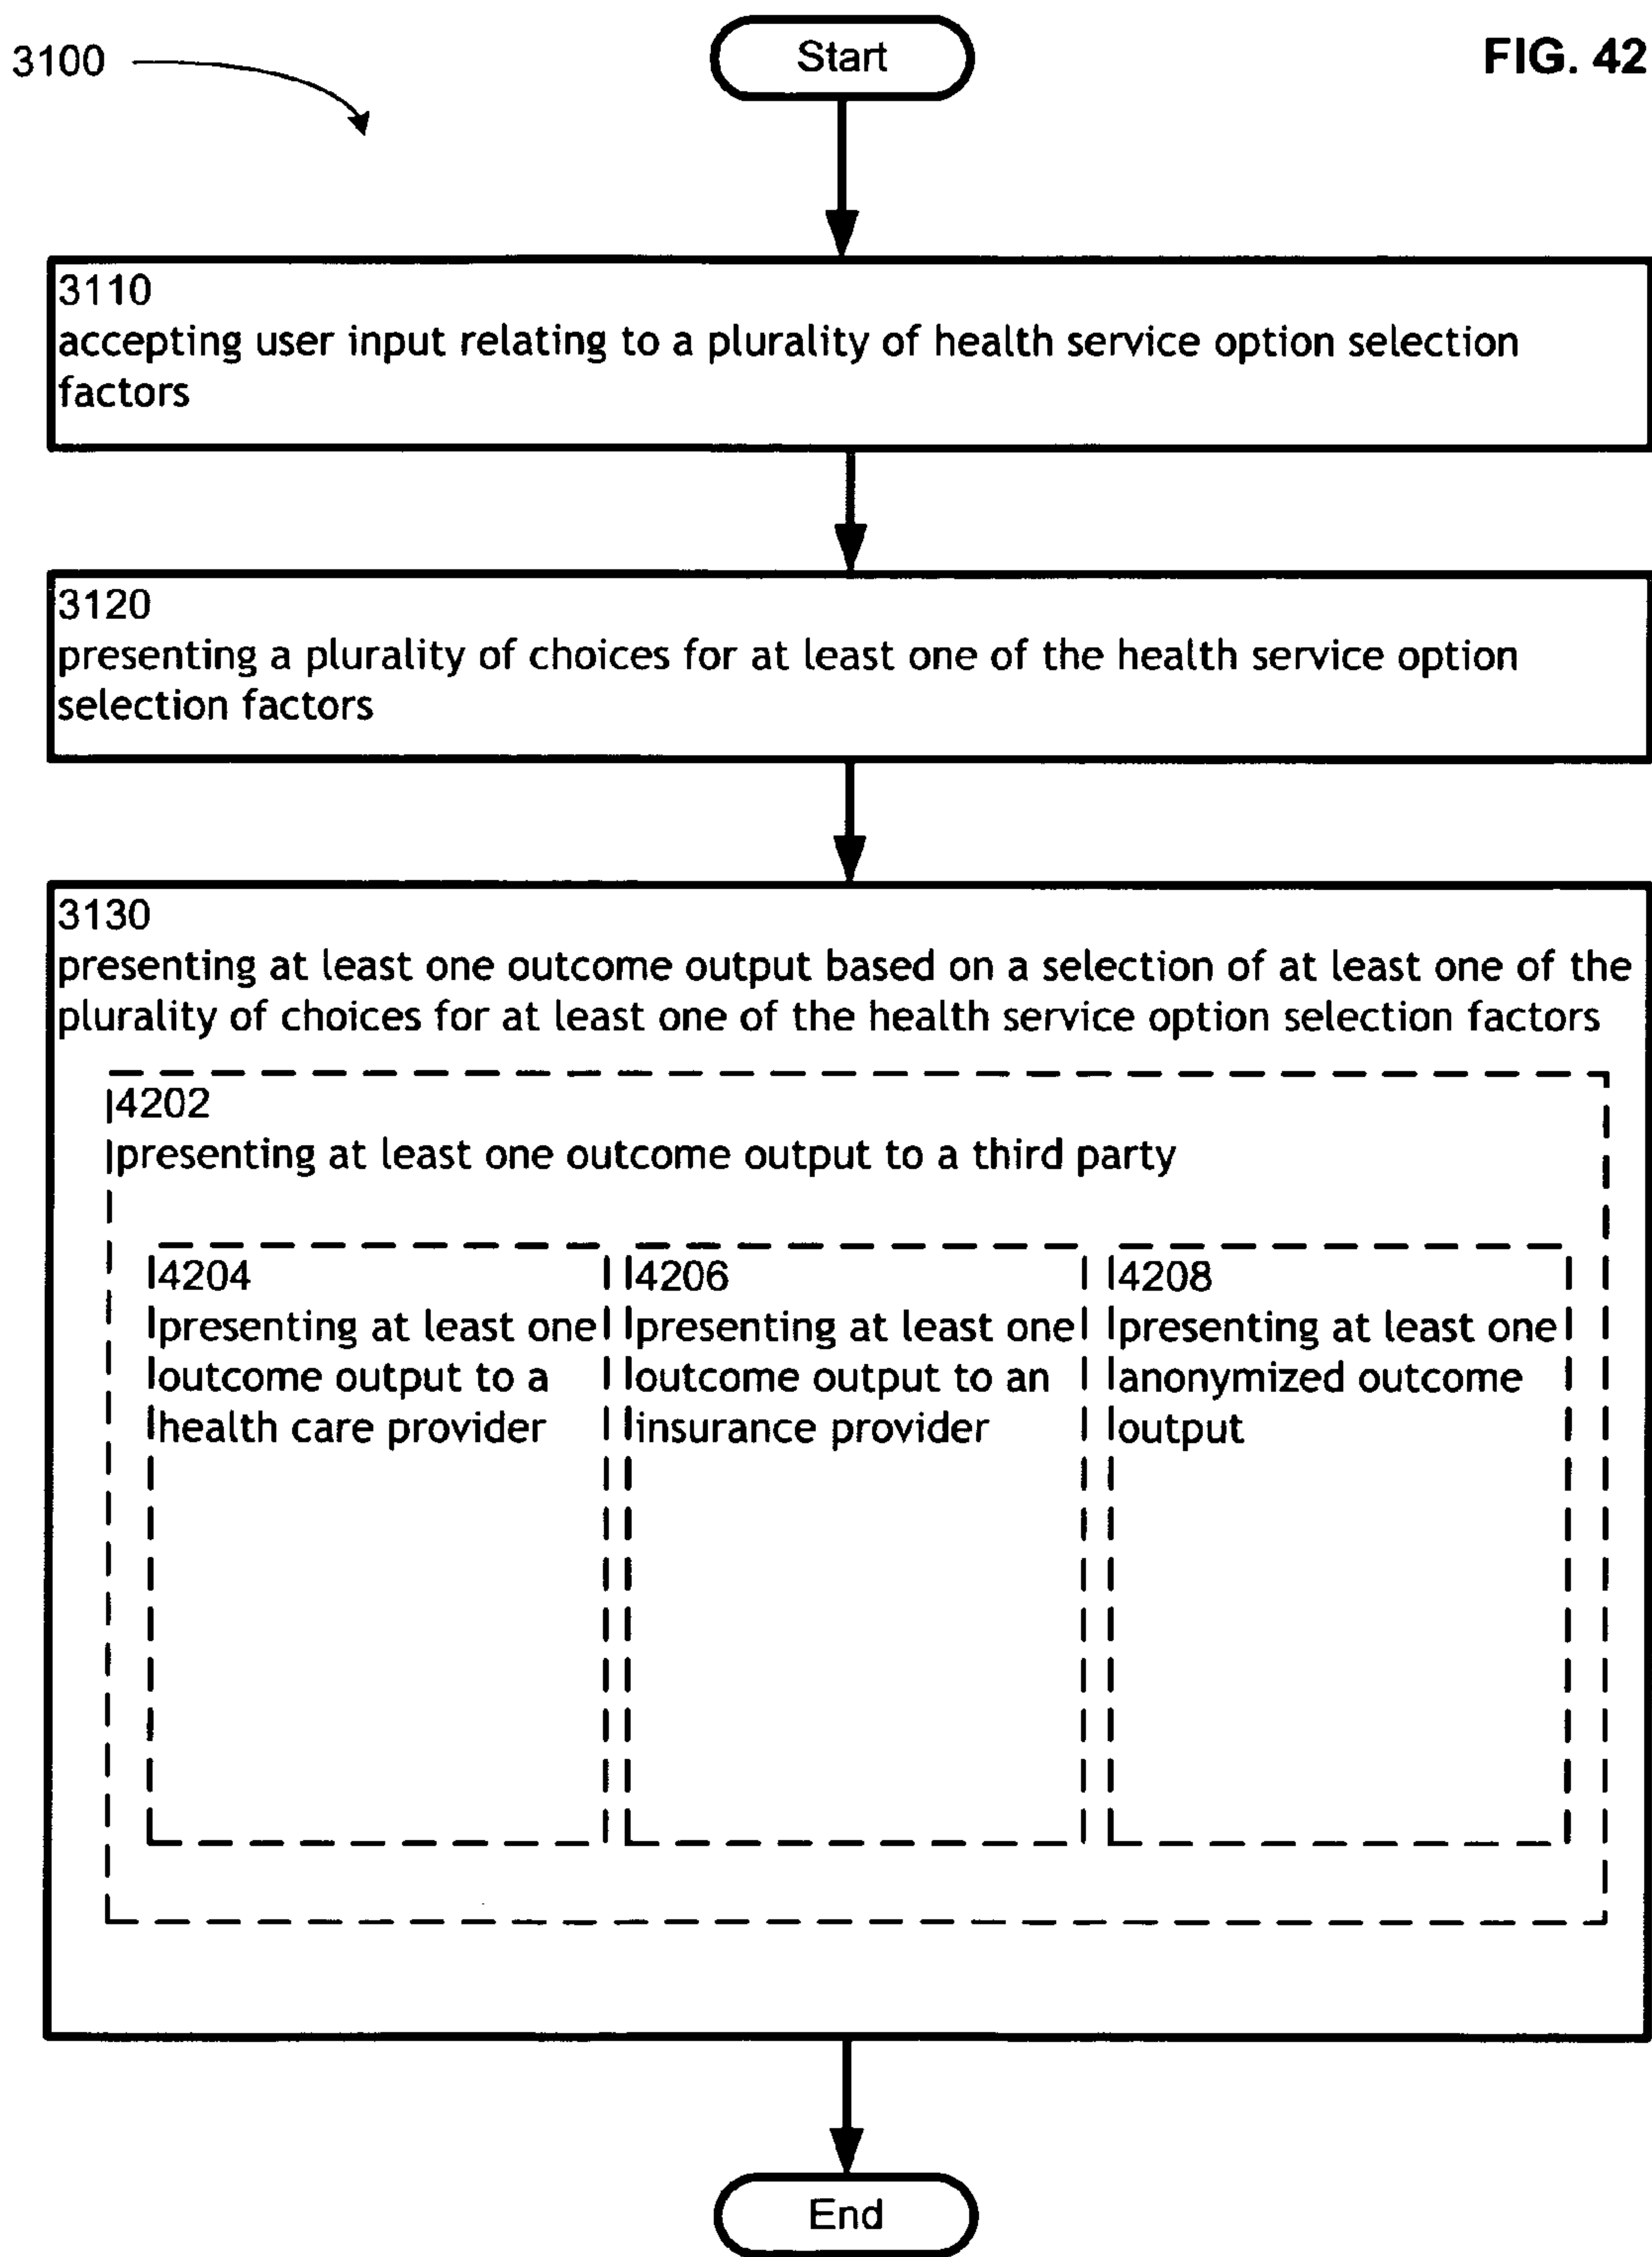 3100
Start
FIG. 42
3110
accepting user input relating to a plurality of health service option selection
factors
3120
presenting a plurality of choices for at least one of the health service option
selection factors
3130
presenting at least one outcome output based on a selection of at least one of the
plurality of choices for at least one of the health service option selection factors
4202
presenting at least one outcome output to a third party
4204
presenting at least one
outcome output to a
health care provider
4206
presenting at least one
outcome output to an
insurance provider
4208
presenting at least one
anonymized outcome
output
End